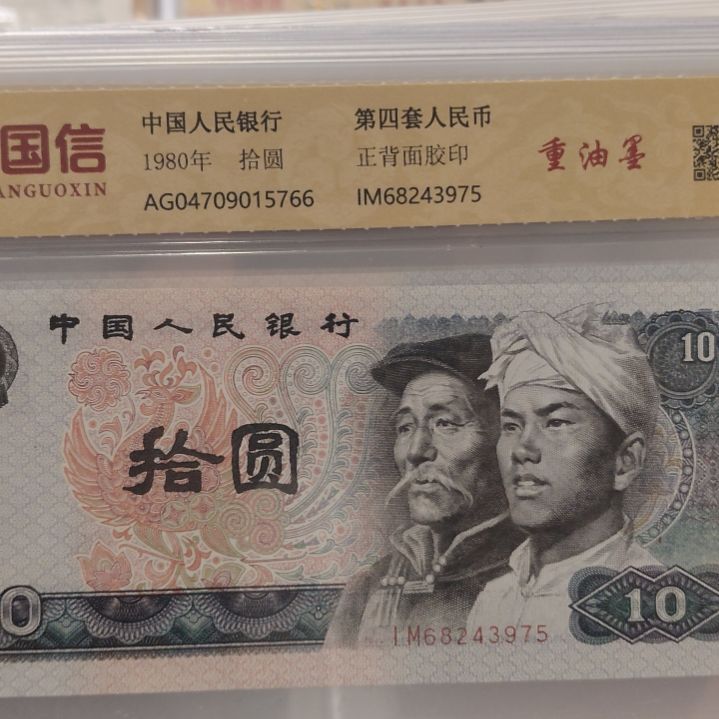 国信
ANGUOXIN
中国人民银行
第四套人民币
1980年 拾圆
正背面胶印
重油墨
AG04709015766
IM68243975
中国人民银行
10
拾圆
0
10
IM68243975